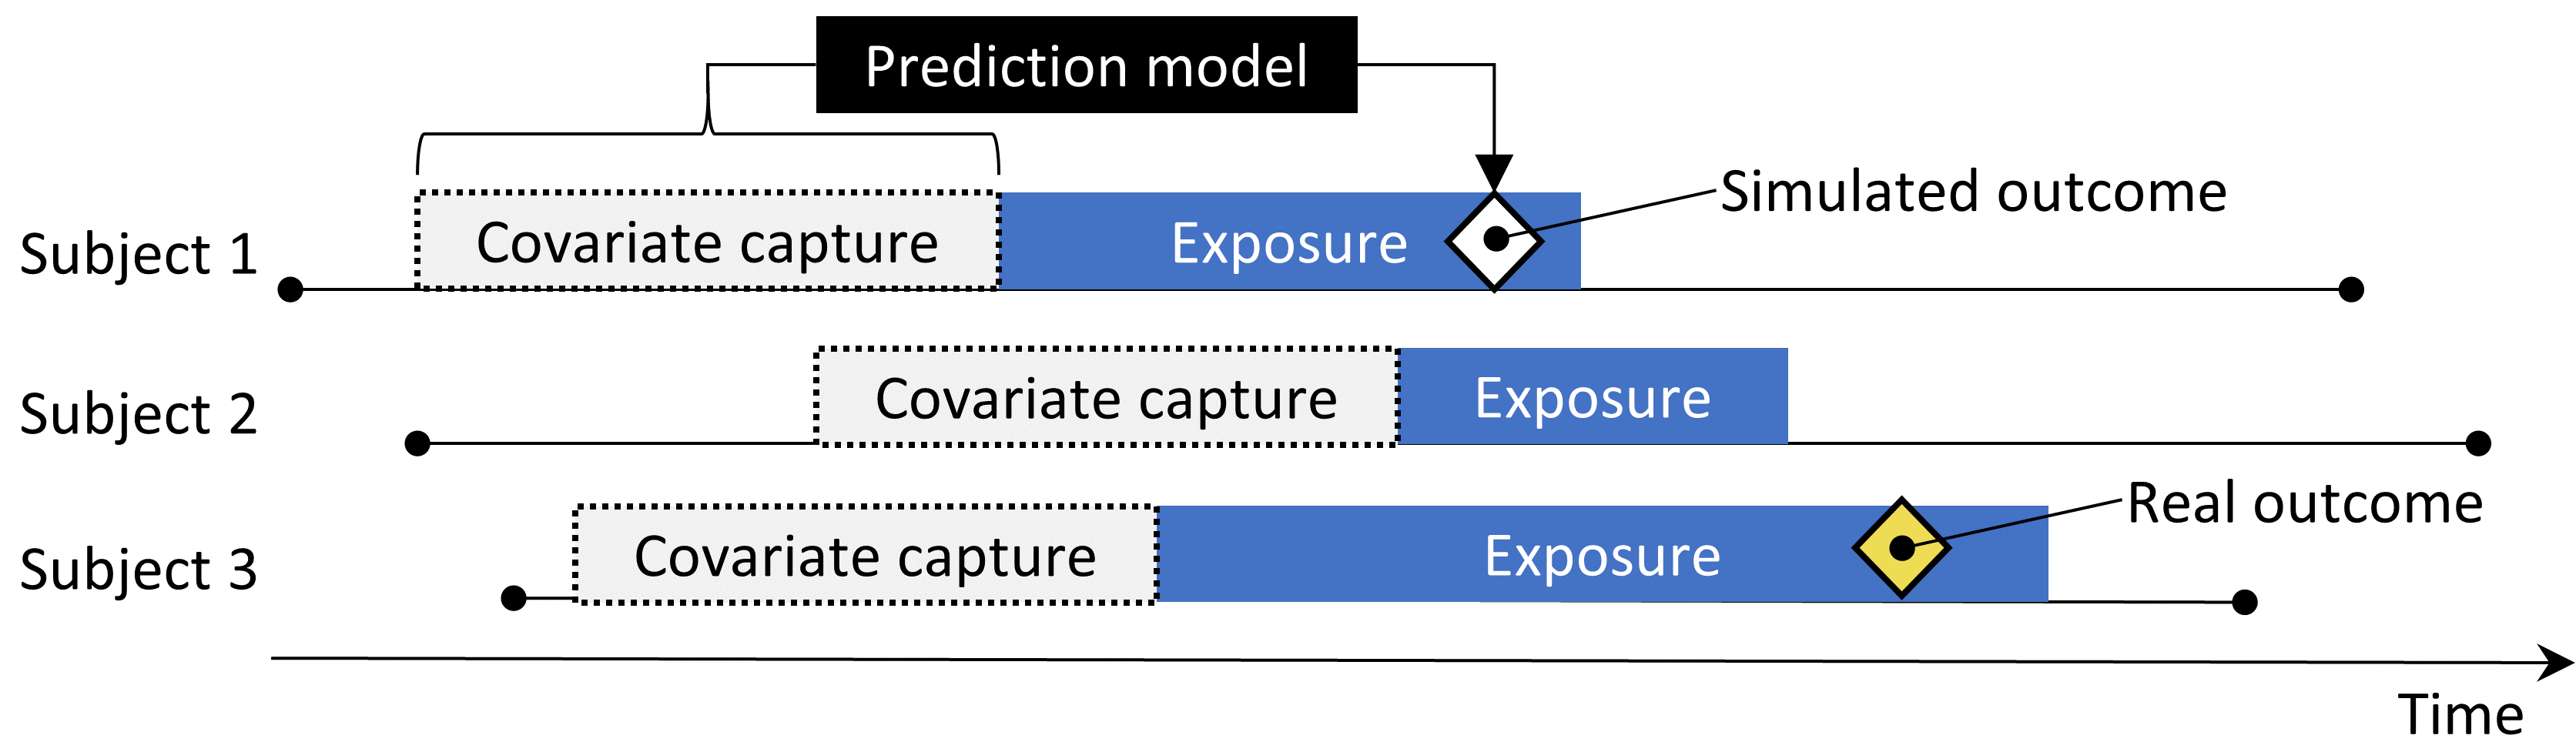 Prediction model
Simulated outcome
Subject 1
Covariate capture
Exposure
Subject 2
Covariate capture
Exposure
Real outcome
Subject 3
Covariate capture
Exposure
Time